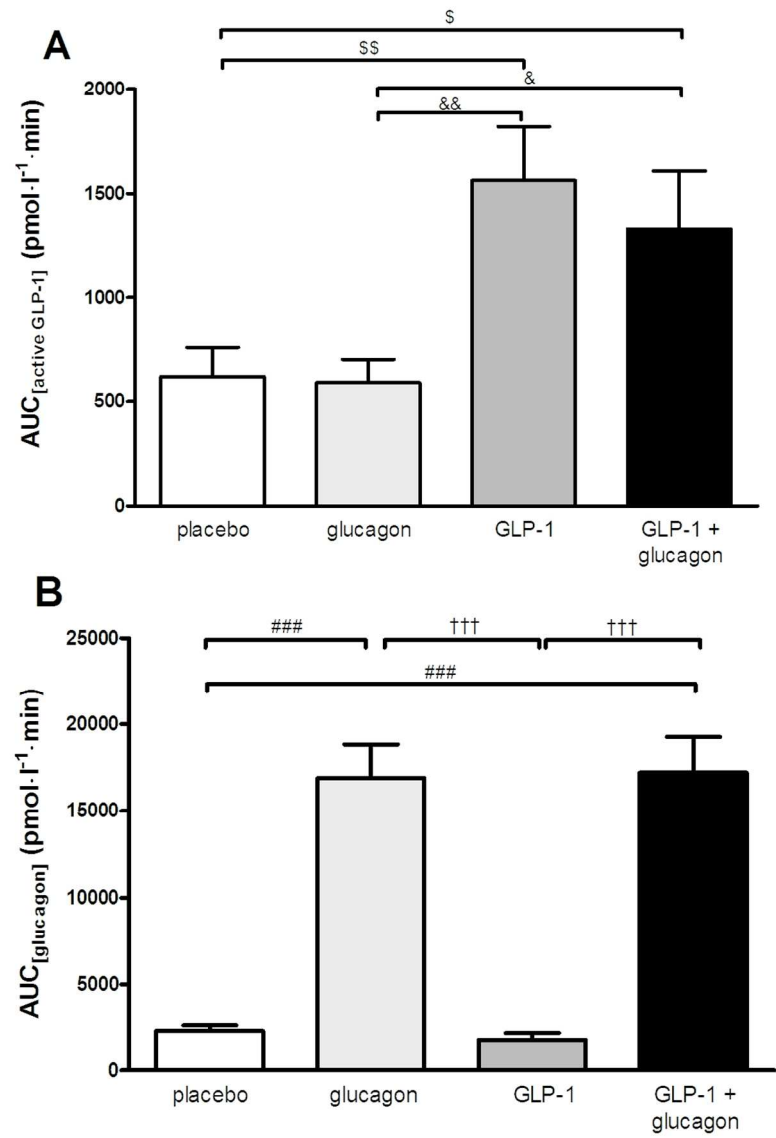 A
$
$$
&
&&
AUC[active GLP-1] (pmol·l-1·min)
2000
1500
1000
500
0
placebo
glucagon
GLP-1
GLP-1 +
glucagon
B
###
†††
†††
###
AUC[glucagon] (pmol·l-1·min)
25000
20000
15000
10000
5000
0
placebo
glucagon
GLP-1
GLP-1 +
glucagon